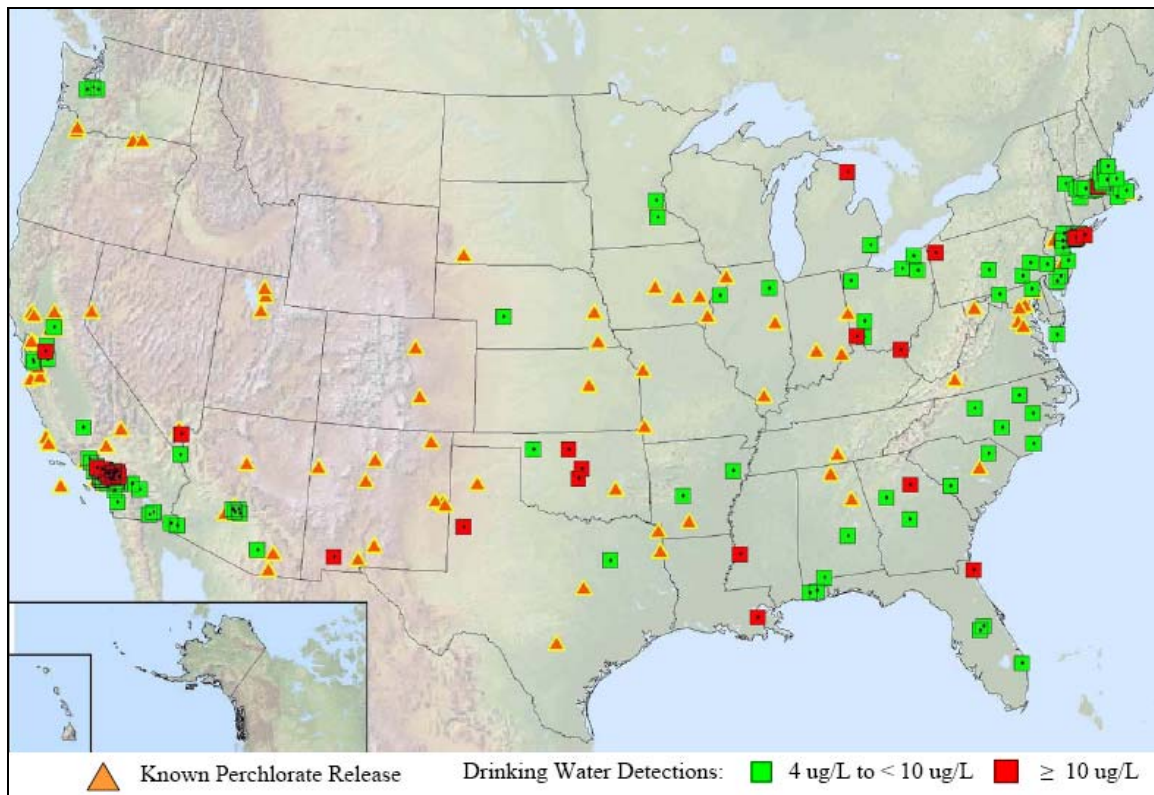 Known Perchlorate Release Drinking Water Detections: 4 ug/L to < 10 ug/L ≥ 10 ug/L